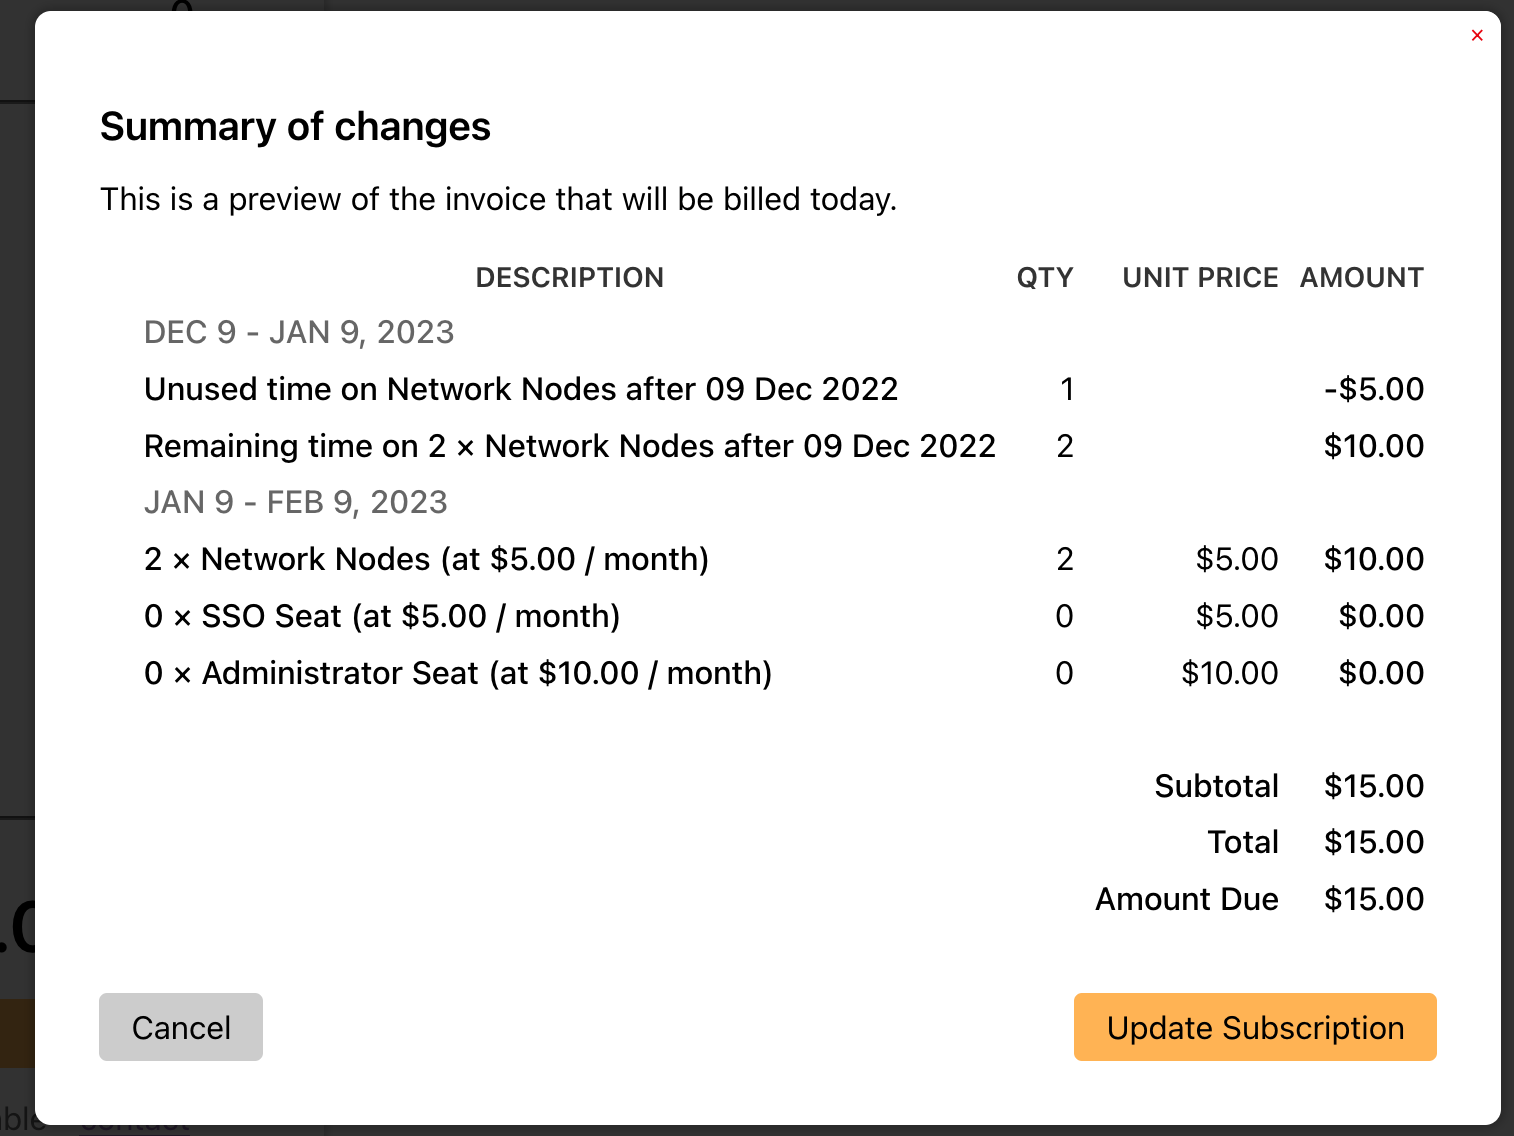 ×
Summary of changes
This is a preview of the invoice that will be billed today.
DESCRIPTION QTY UNIT PRICE AMOUNT
DEC 9 - JAN 9, 2023
Unused time on Network Nodes after 09 Dec 2022 1 -$5.00
Remaining time on 2 × Network Nodes after 09 Dec 2022 2 $10.00
JAN 9 - FEB 9, 2023
2 × Network Nodes (at $5.00 / month) 2 $5.00 $10.00
0 × SSO Seat (at $5.00 / month) 0 $5.00 $0.00
0 × Administrator Seat (at $10.00 / month) 0 $10.00 $0.00
Subtotal $15.00
Total $15.00
Amount Due $15.00
Cancel Update Subscription